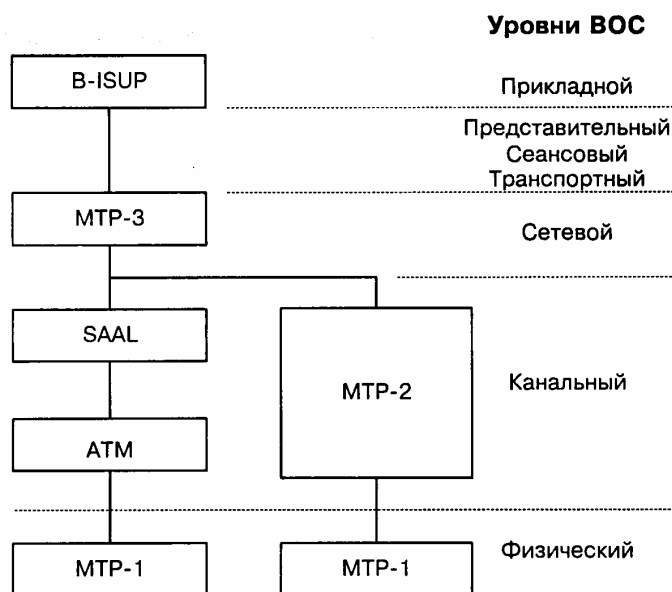 Уровни ВОС
B-ISUP
Прикладной
Представительный
Сеансовый
Транспортный
МТР-3
Сетевой
SAAL
МТР-2
Канальный
ATM
МТР-1
МТР-1
Физический